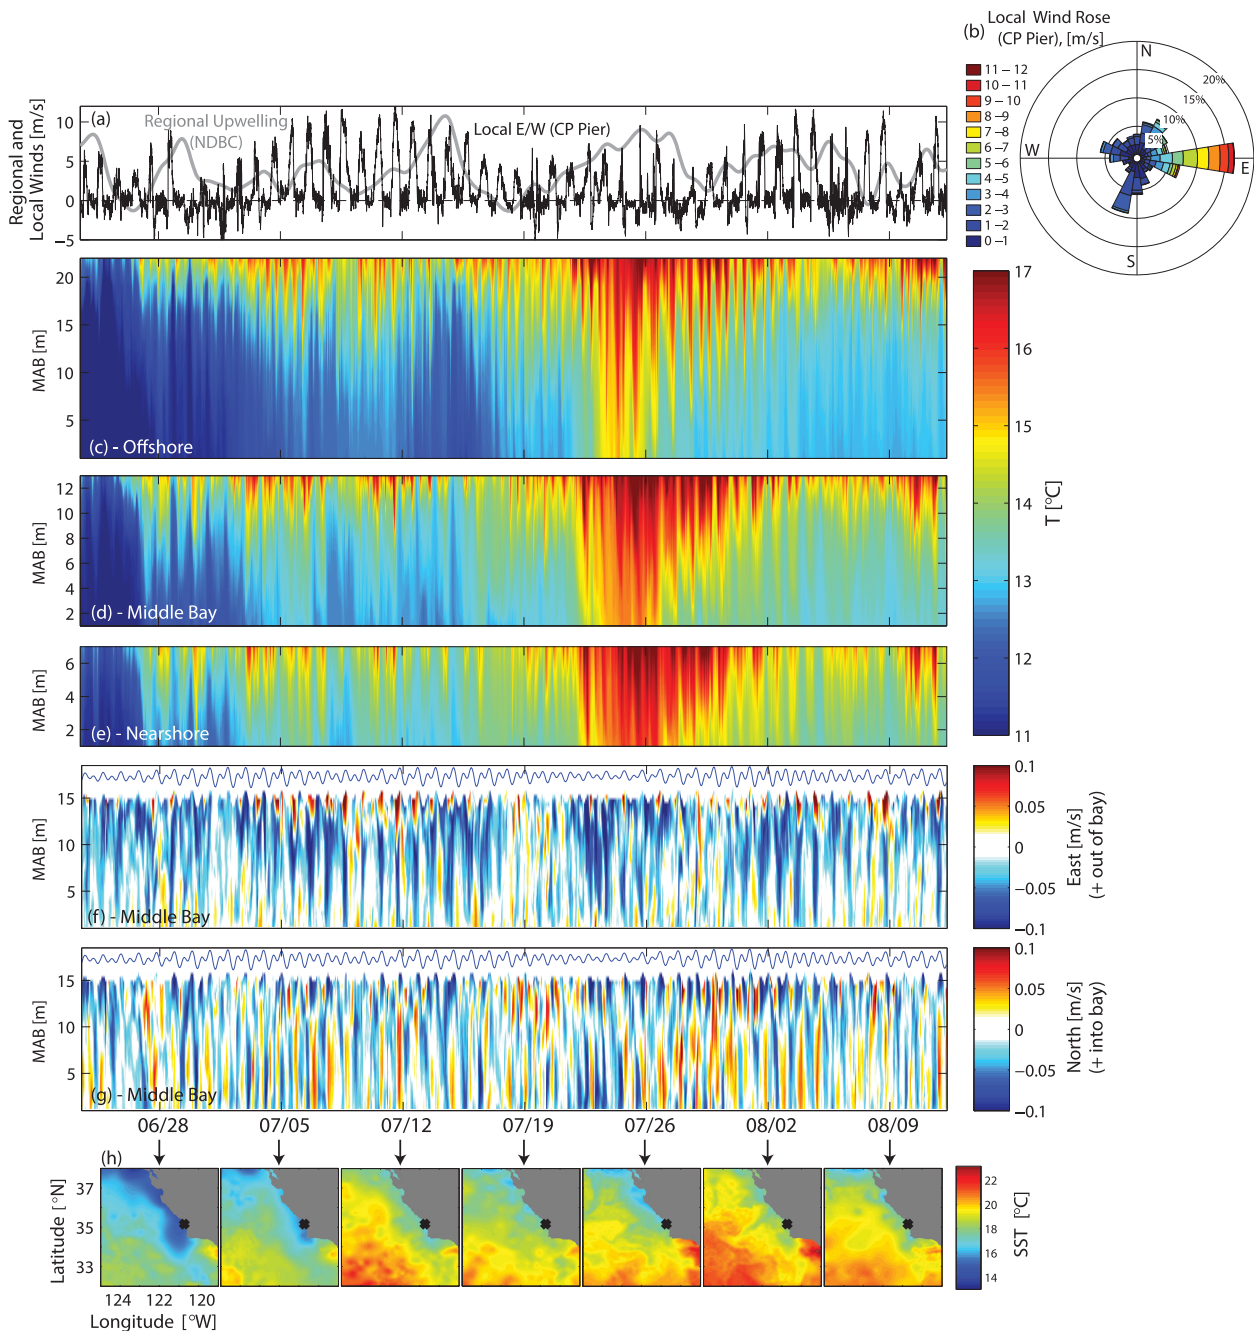 (b)
Local Wind Rose
(CP Pier), [m/s]
11 – 12
10 – 11
9 – 10
8 – 9
7 – 8
6 – 7
5 – 6
4 – 5
3 – 4
2 – 3
1 – 2
0 – 1
N
20%
15%
10%
5%
W
E
S
(a)
Regional Upwelling
(NDBC)
Local E/W (CP Pier)
Regional and
Local Winds [m/s]
10
5
0
−5
MAB [m]
20
15
10
5
(c) - Offshore
MAB [m]
12
10
8
6
4
2
(d) - Middle Bay
MAB [m]
6
4
2
(e) - Nearshore
17
16
15
14
13
12
11
T [°C]
MAB [m]
15
10
5
(f) - Middle Bay
0.1
0.05
0
−0.05
−0.1
East [m/s]
(+ out of bay)
MAB [m]
15
10
5
(g) - Middle Bay
0.1
0.05
0
−0.05
−0.1
North [m/s]
(+ into bay)
06/28 07/05 07/12 07/19 07/26 08/02 08/09
(h)
Latitude [°N]
37
35
33
124 122 120
Longitude [°W]
22
20
18
16
14
SST [°C]